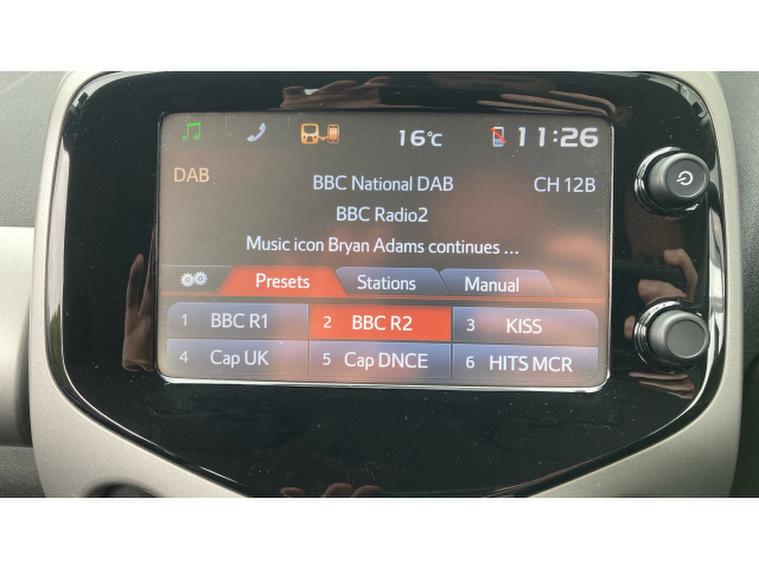 16°C 11:26
DAB BBC National DAB CH 12B
BBC Radio2
Music icon Bryan Adams continues ...
Presets Stations Manual
1 BBC R1 2 BBC R2 3 KISS
4 Cap UK 5 Cap DNCE 6 HITS MCR